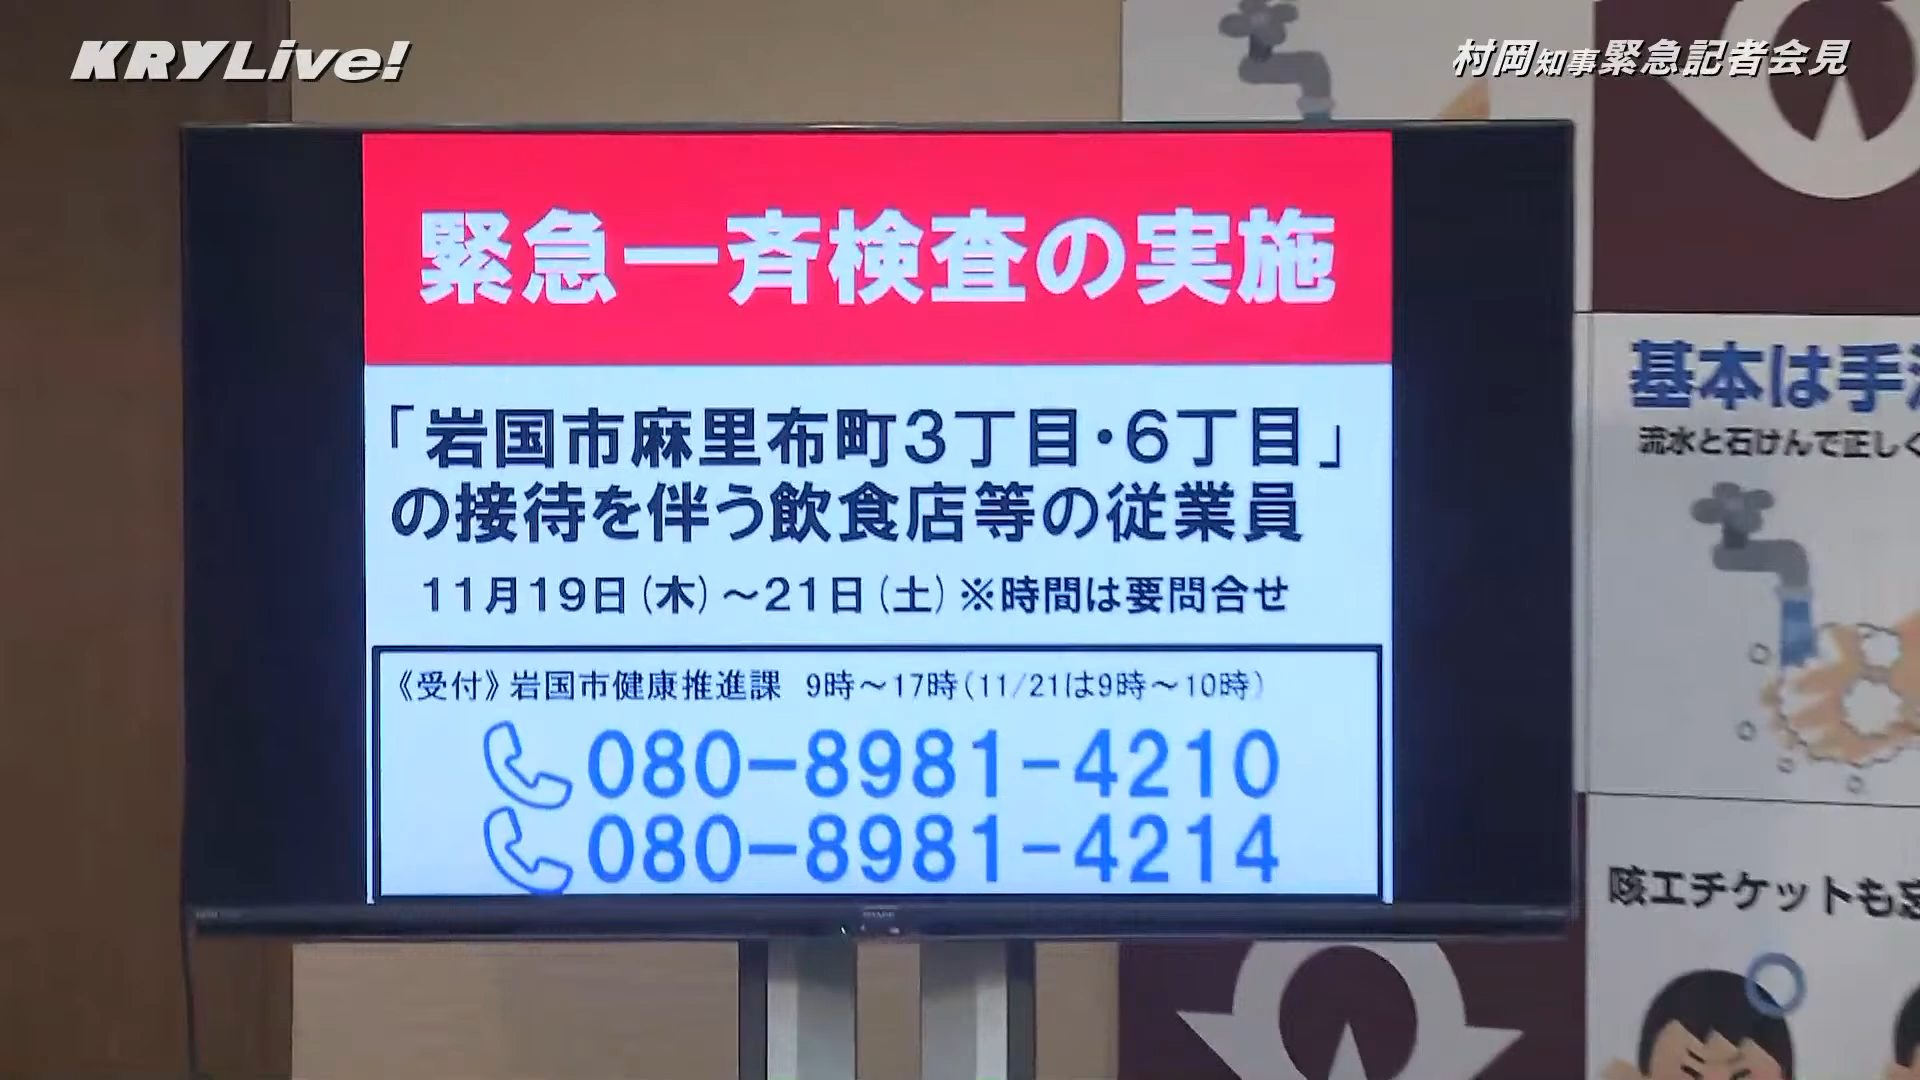 KRYLive!
村岡知事緊急記者会見
緊急一斉検査の実施
「岩国市麻里布町3丁目・6丁目」
の接待を伴う飲食店等の従業員
11月19日(木)～21日(土)※時間は要問合せ
《受付》岩国市健康推進課 9時～17時(11/21は9時～10時)
080-8981-4210
080-8981-4214
基本は手洗
流水と石けんで正しく
咳エチケットも忘